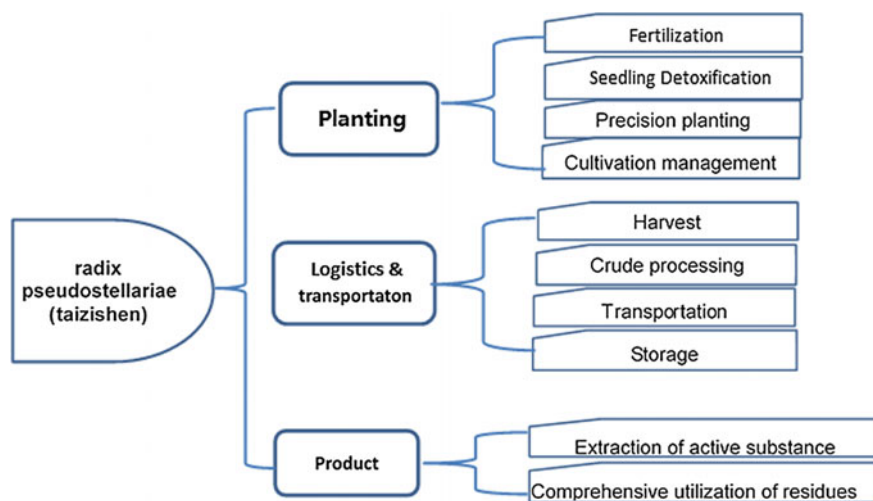 radix
pseudostellariae
(taizishen)
Planting
Fertilization
Seedling Detoxification
Precision planting
Cultivation management
Logistics &
transportaton
Harvest
Crude processing
Transportation
Storage
Product
Extraction of active substance
Comprehensive utilization of residues